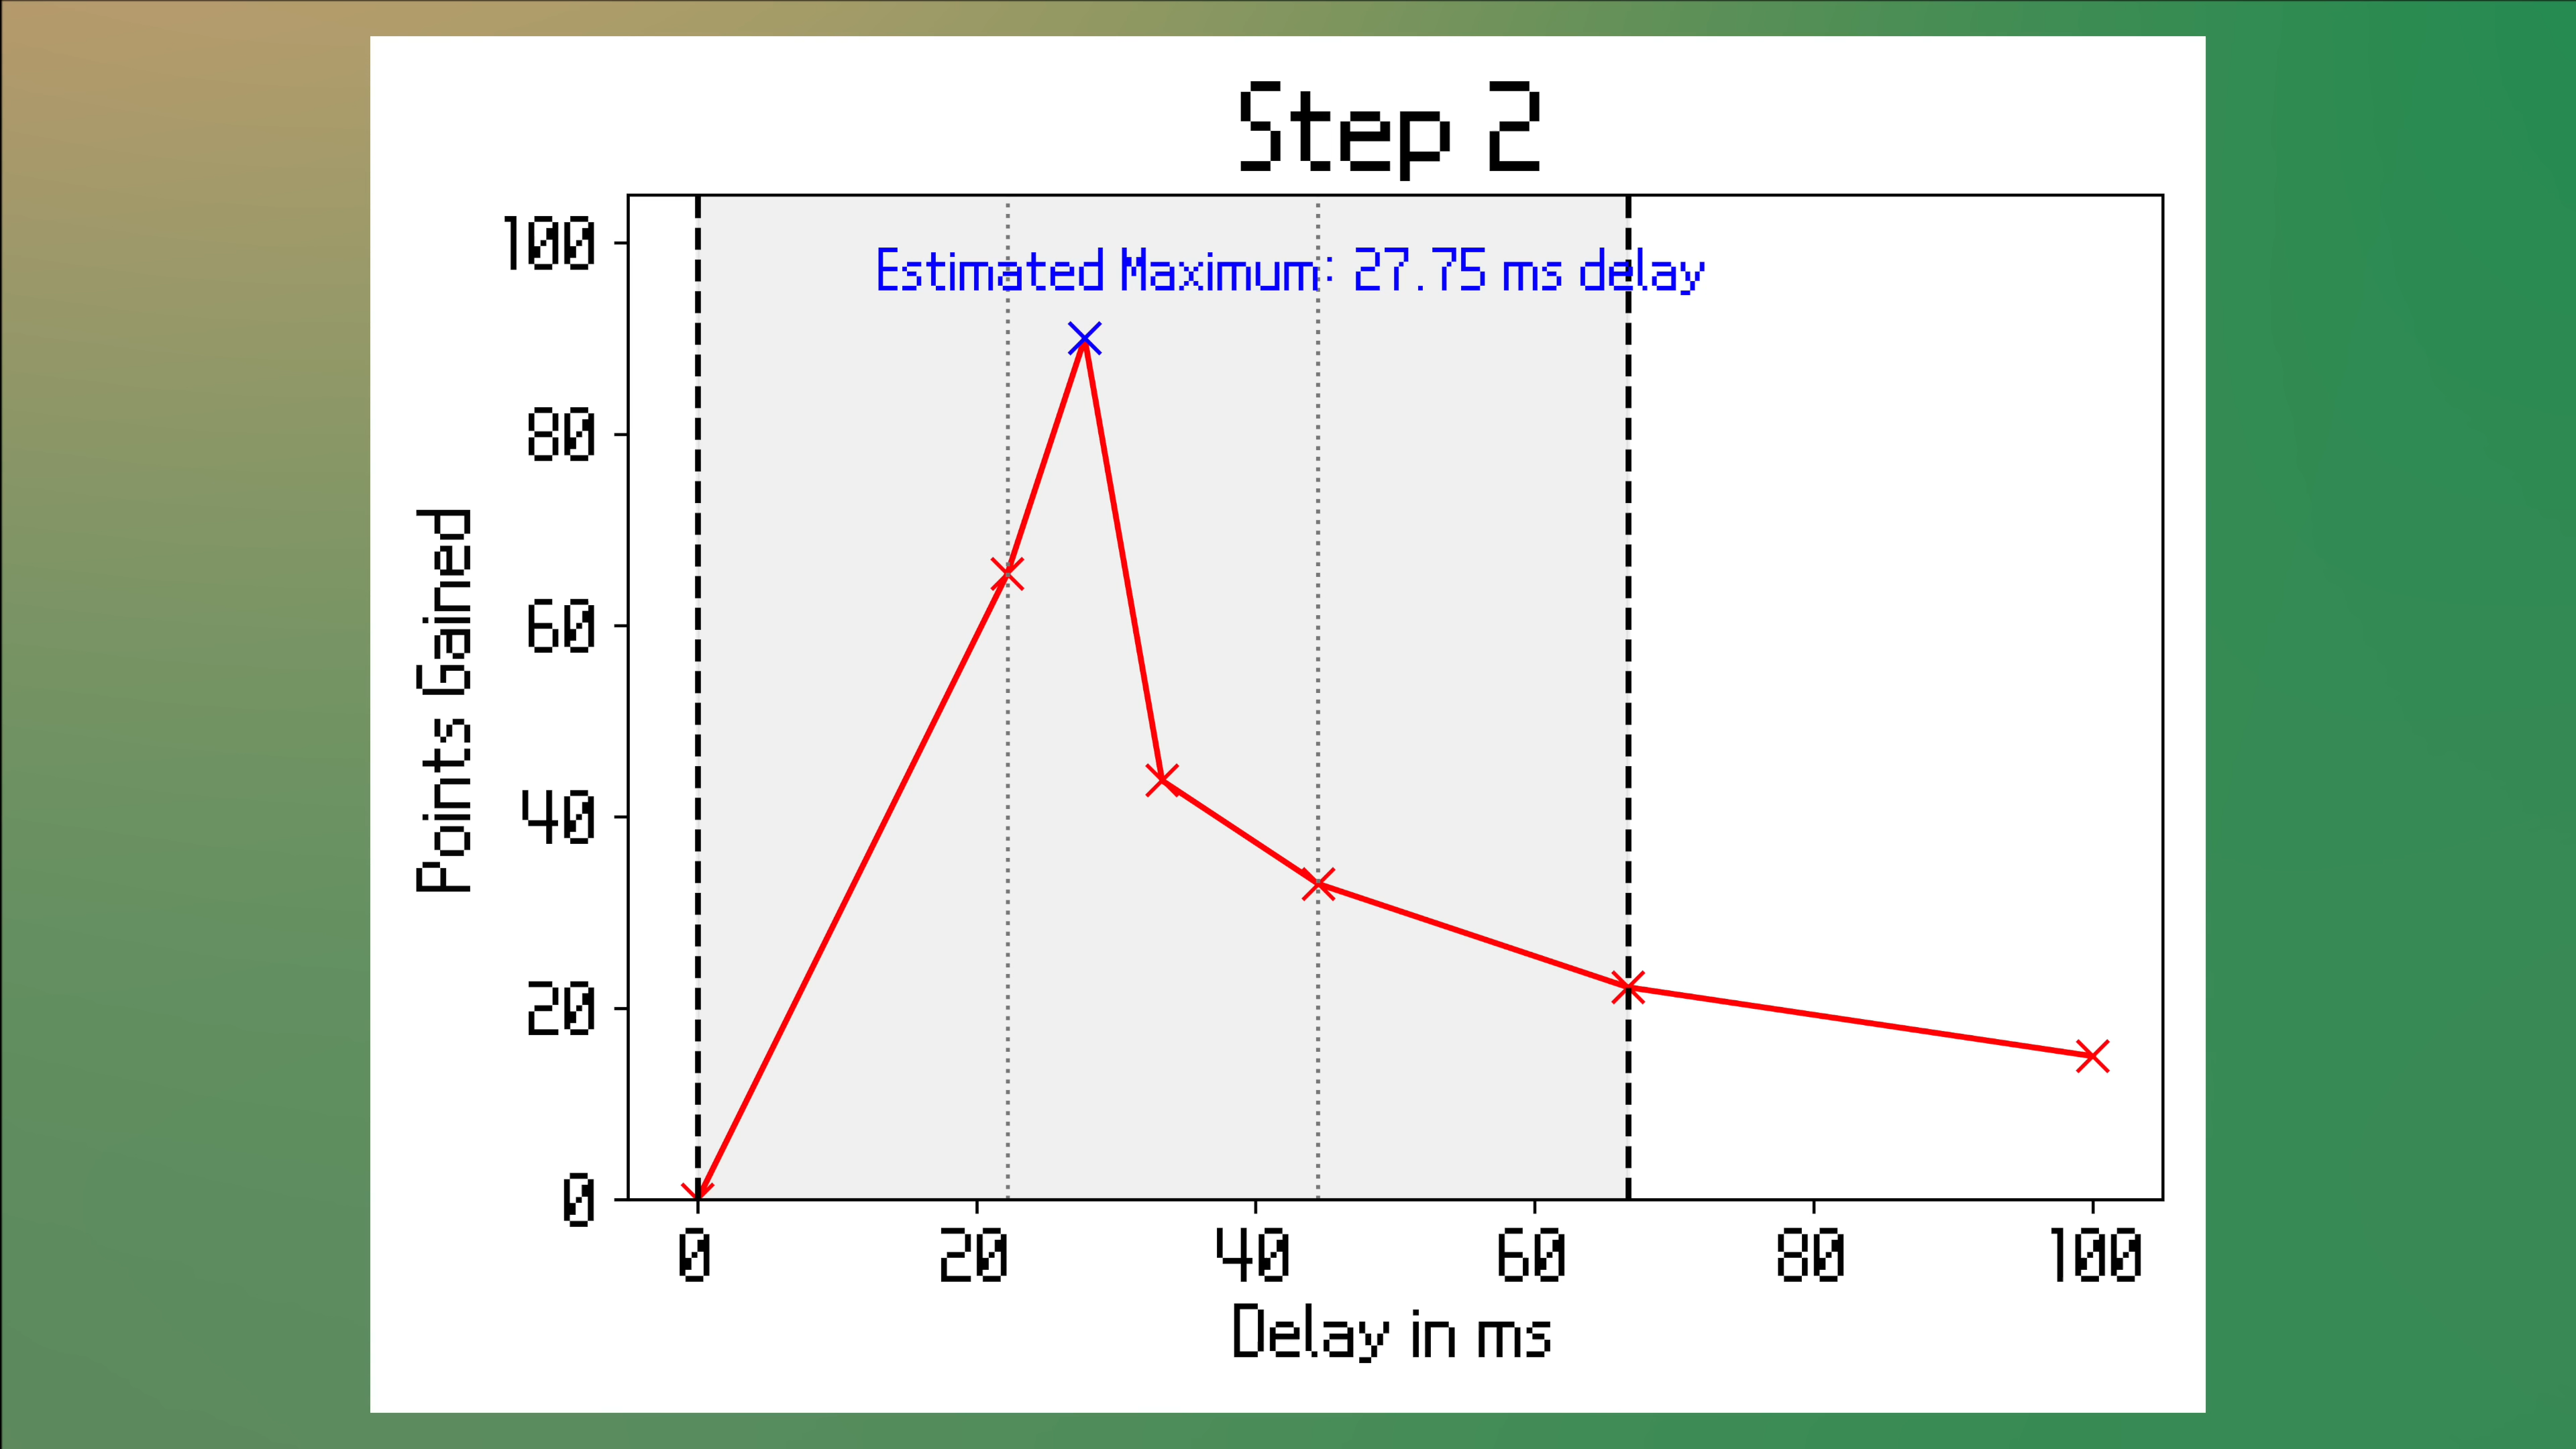 Step 2
Estimated Maximum: 27.75 ms delay
Points Gained
100
80
60
40
20
0
0 20 40 60 80 100
Delay in ms